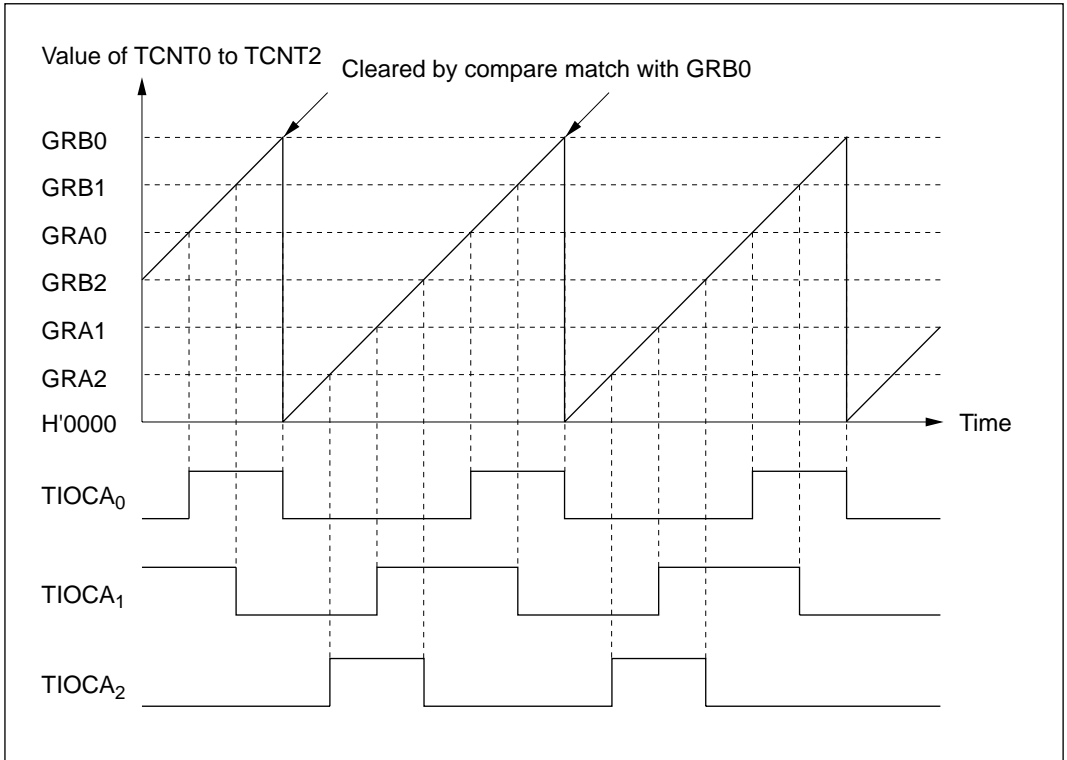 Value of TCNT0 to TCNT2
Cleared by compare match with GRB0
GRB0
GRB1
GRA0
GRB2
GRA1
GRA2
H'0000
Time
TIOCA0
TIOCA1
TIOCA2